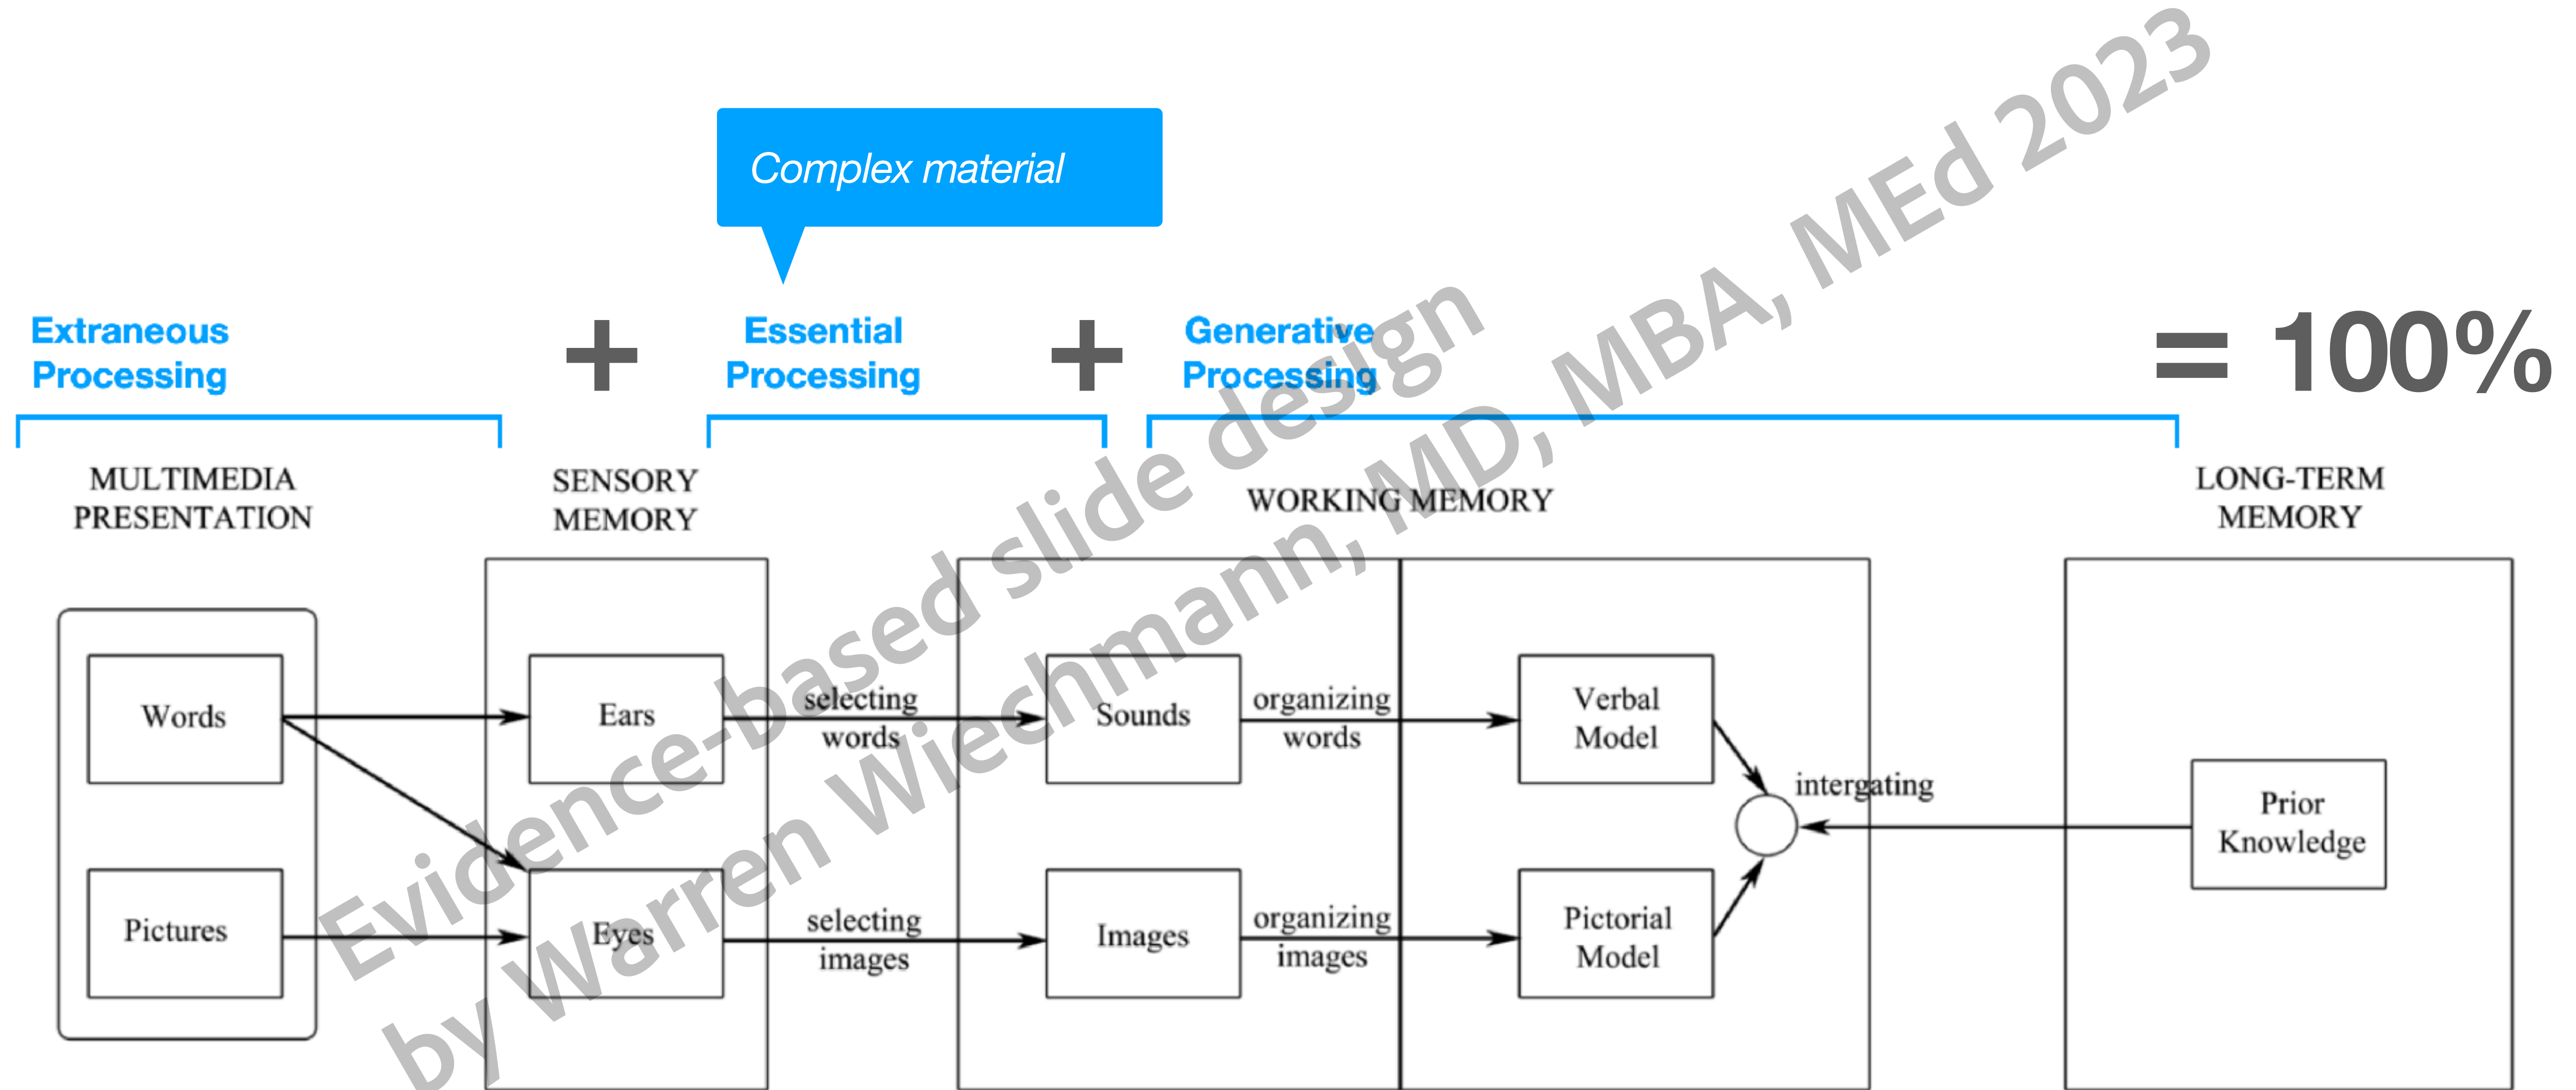 Complex material
Extraneous
Processing
+
Essential
Processing
+
Generative
Processing
= 100%
MULTIMEDIA
PRESENTATION
SENSORY
MEMORY
WORKING MEMORY
LONG-TERM
MEMORY
Words
Ears
selecting
words
Sounds
organizing
words
Verbal
Model
intergating
Prior
Knowledge
Pictures
Eyes
selecting
images
Images
organizing
images
Pictorial
Model
Evidence-based slide design
by Warren Wiechmann, MD, MBA, MEd 2023